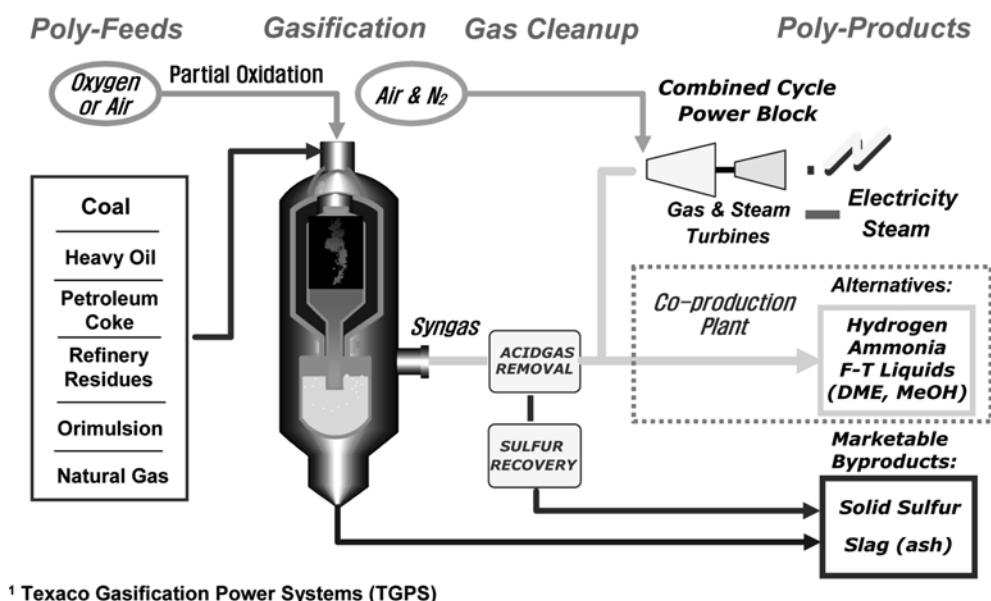 Poly-Feeds
Gasification
Gas Cleanup
Poly-Products
Oxygen
or Air
Partial Oxidation
Air & N₂
Combined Cycle
Power Block
Coal
Heavy Oil
Petroleum
Coke
Refinery
Residues
Orimulsion
Natural Gas
Gas & Steam
Turbines
Electricity
Steam
Syngas
ACIDGAS
REMOVAL
SULFUR
RECOVERY
Co-production
Plant
Alternatives:
Hydrogen
Ammonia
F-T Liquids
(DME, MeOH)
Marketable
Byproducts:
Solid Sulfur
Slag (ash)
¹ Texaco Gasification Power Systems (TGPS)